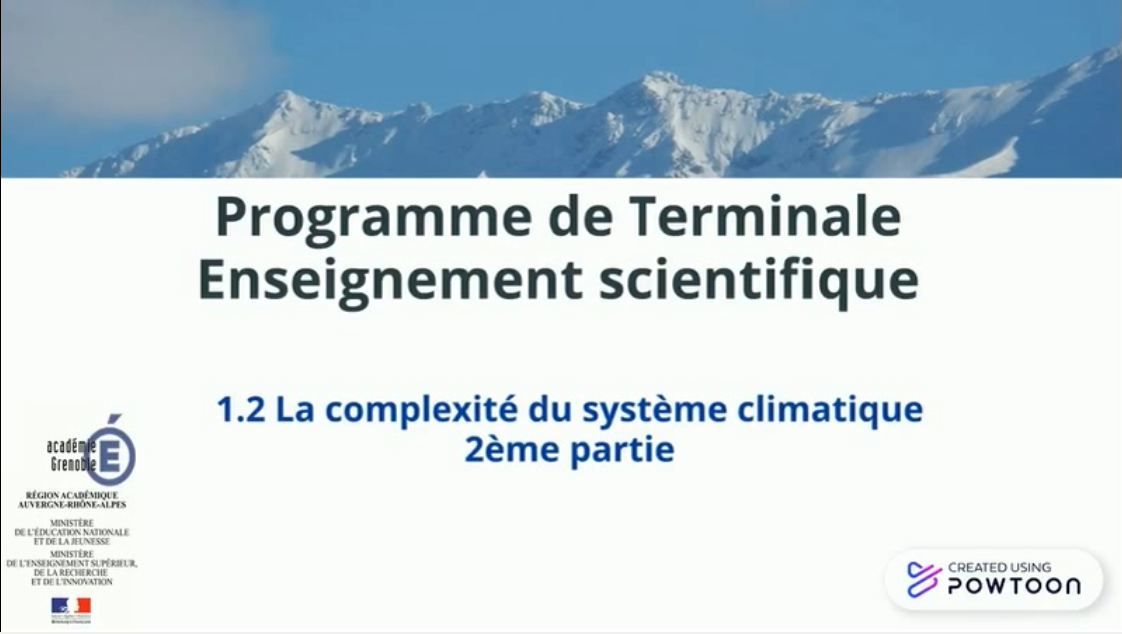 Programme de Terminale
Enseignement scientifique
1.2 La complexité du système climatique
2ème partie
académie
Grenoble
RÉGION ACADÉMIQUE
AUVERGNE-RHÔNE-ALPES
MINISTÈRE
DE L'ÉDUCATION NATIONALE
ET DE LA JEUNESSE
MINISTÈRE
DE L'ENSEIGNEMENT SUPÉRIEUR,
DE LA RECHERCHE
ET DE L'INNOVATION
CREATED USING
POWTOON